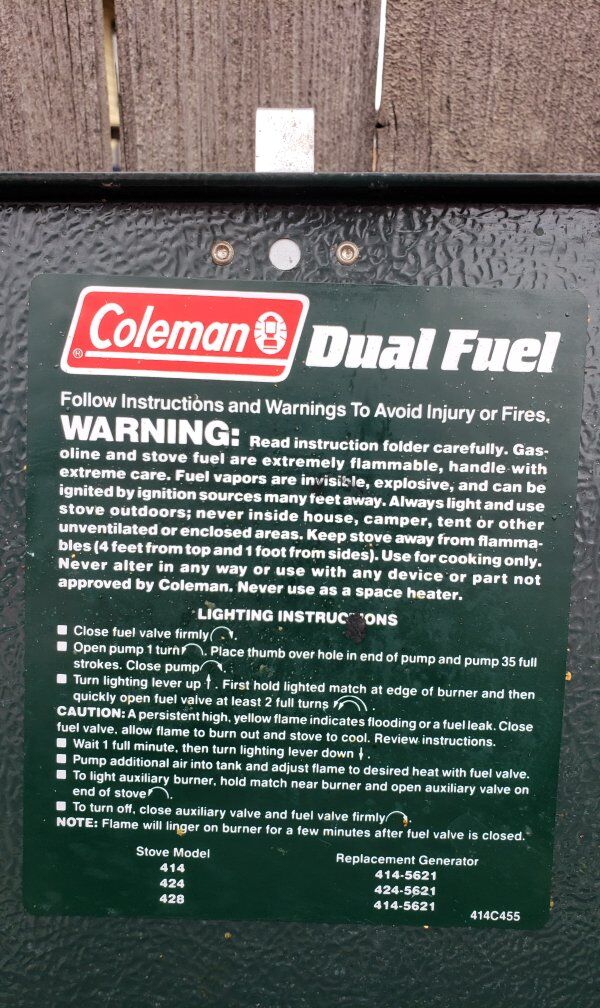 Coleman ® Dual Fuel
Follow Instructions and Warnings To Avoid Injury or Fires.
WARNING: Read instruction folder carefully. Gas-
oline and stove fuel are extremely flammable, handle with
extreme care. Fuel vapors are invisible, explosive, and can be
ignited by ignition sources many feet away. Always light and use
stove outdoors; never inside house, camper, tent or other
unventilated or enclosed areas. Keep stove away from flamma-
bles (4 feet from top and 1 foot from sides). Use for cooking only.
Never alter in any way or use with any device or part not
approved by Coleman. Never use as a space heater.
LIGHTING INSTRUCTIONS
■ Close fuel valve firmly.
■ Open pump 1 turn. Place thumb over hole in end of pump and pump 35 full
strokes. Close pump.
■ Turn lighting lever up ↑. First hold lighted match at edge of burner and then
quickly open fuel valve at least 2 full turns.
CAUTION: A persistent high, yellow flame indicates flooding or a fuel leak. Close
fuel valve, allow flame to burn out and stove to cool. Review instructions.
■ Wait 1 full minute, then turn lighting lever down ↓.
■ Pump additional air into tank and adjust flame to desired heat with fuel valve.
■ To light auxiliary burner, hold match near burner and open auxiliary valve on
end of stove.
■ To turn off, close auxiliary valve and fuel valve firmly.
NOTE: Flame will linger on burner for a few minutes after fuel valve is closed.
Stove Model Replacement Generator
414 414-5621
424 424-5621
428 414-5621
414C455